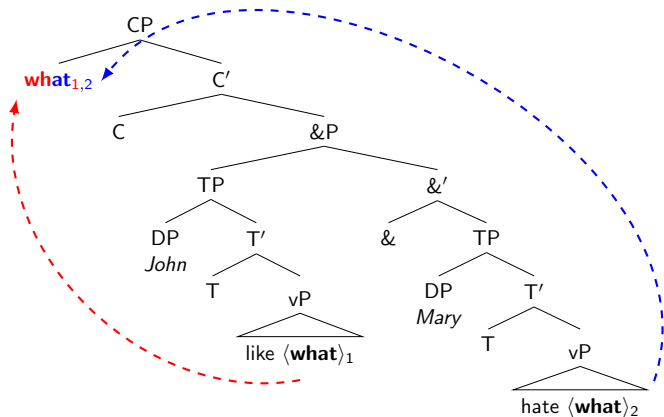 CP
what1,2
C′
C
&P
TP
&′
DP
John
T′
&
TP
T
vP
DP
Mary
T′
like ⟨what⟩1
T
vP
hate ⟨what⟩2